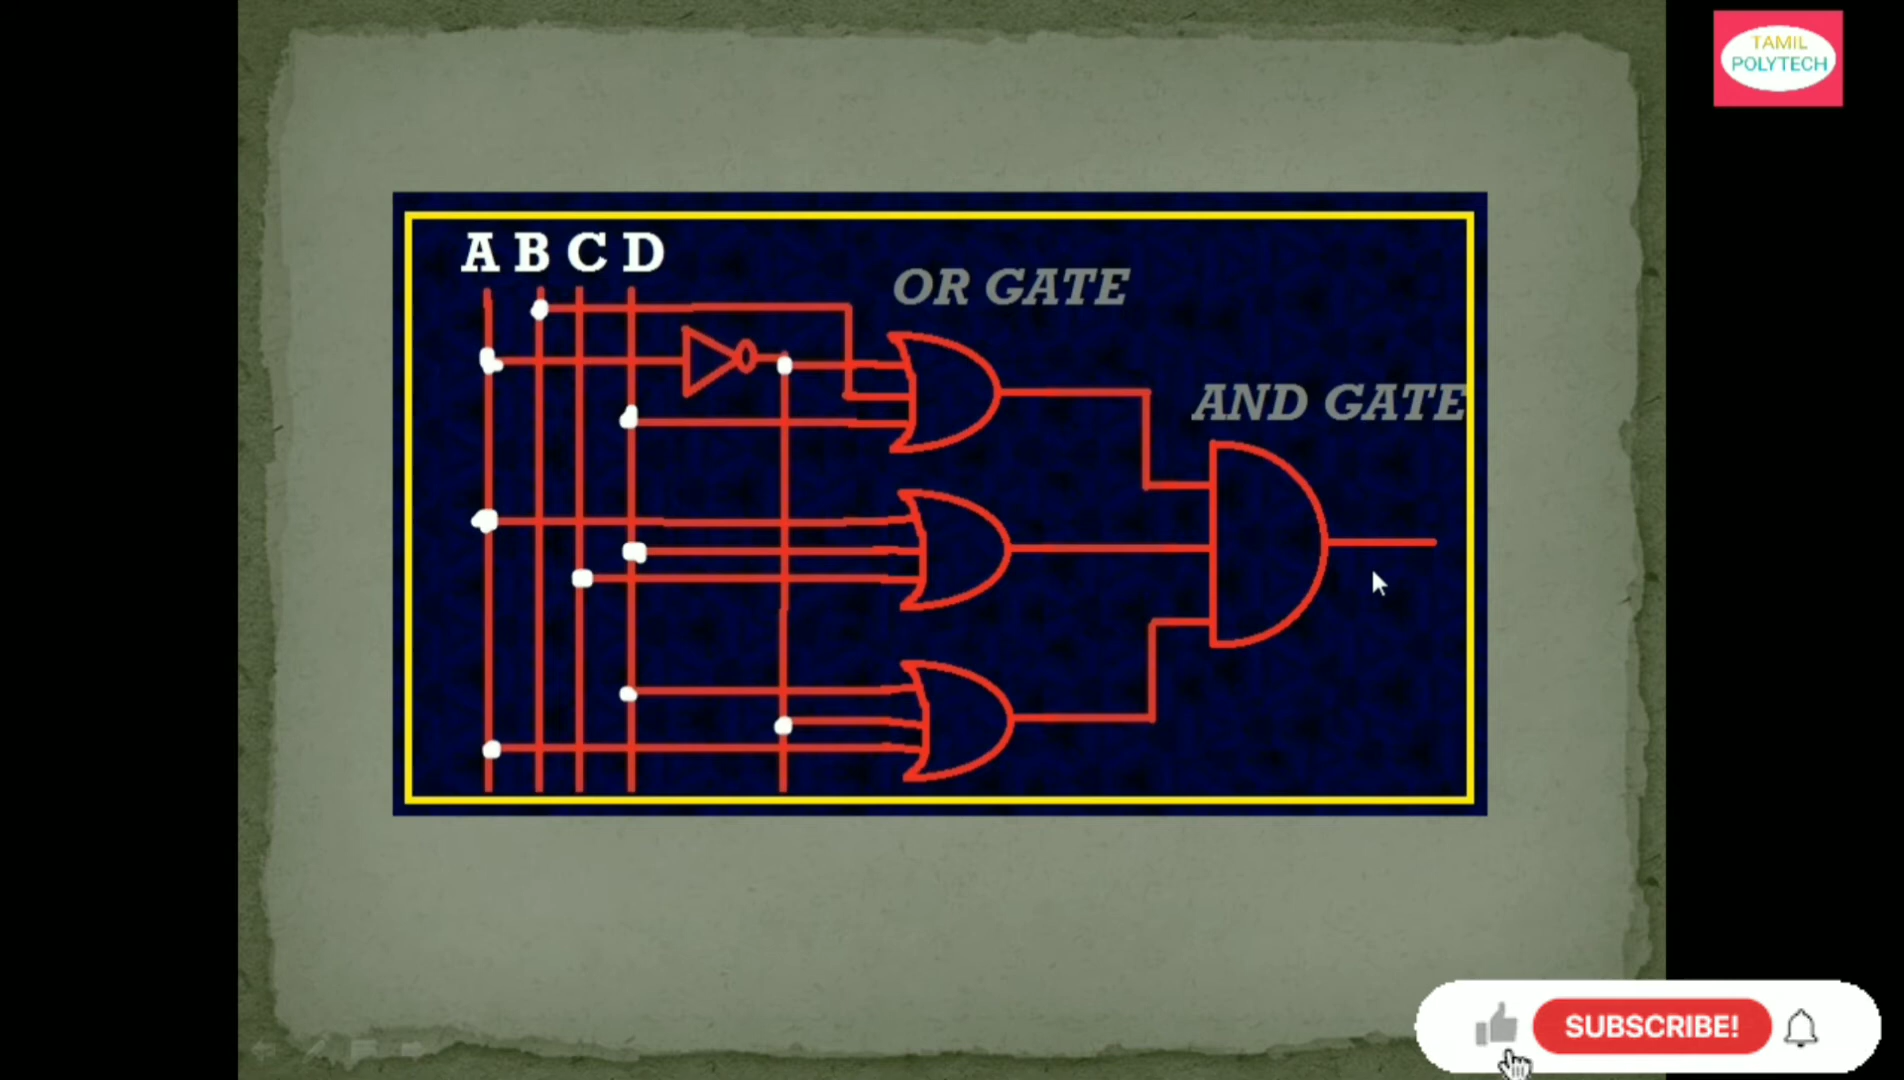 TAMIL
POLYTECH
A B C D
OR GATE
AND GATE
SUBSCRIBE!